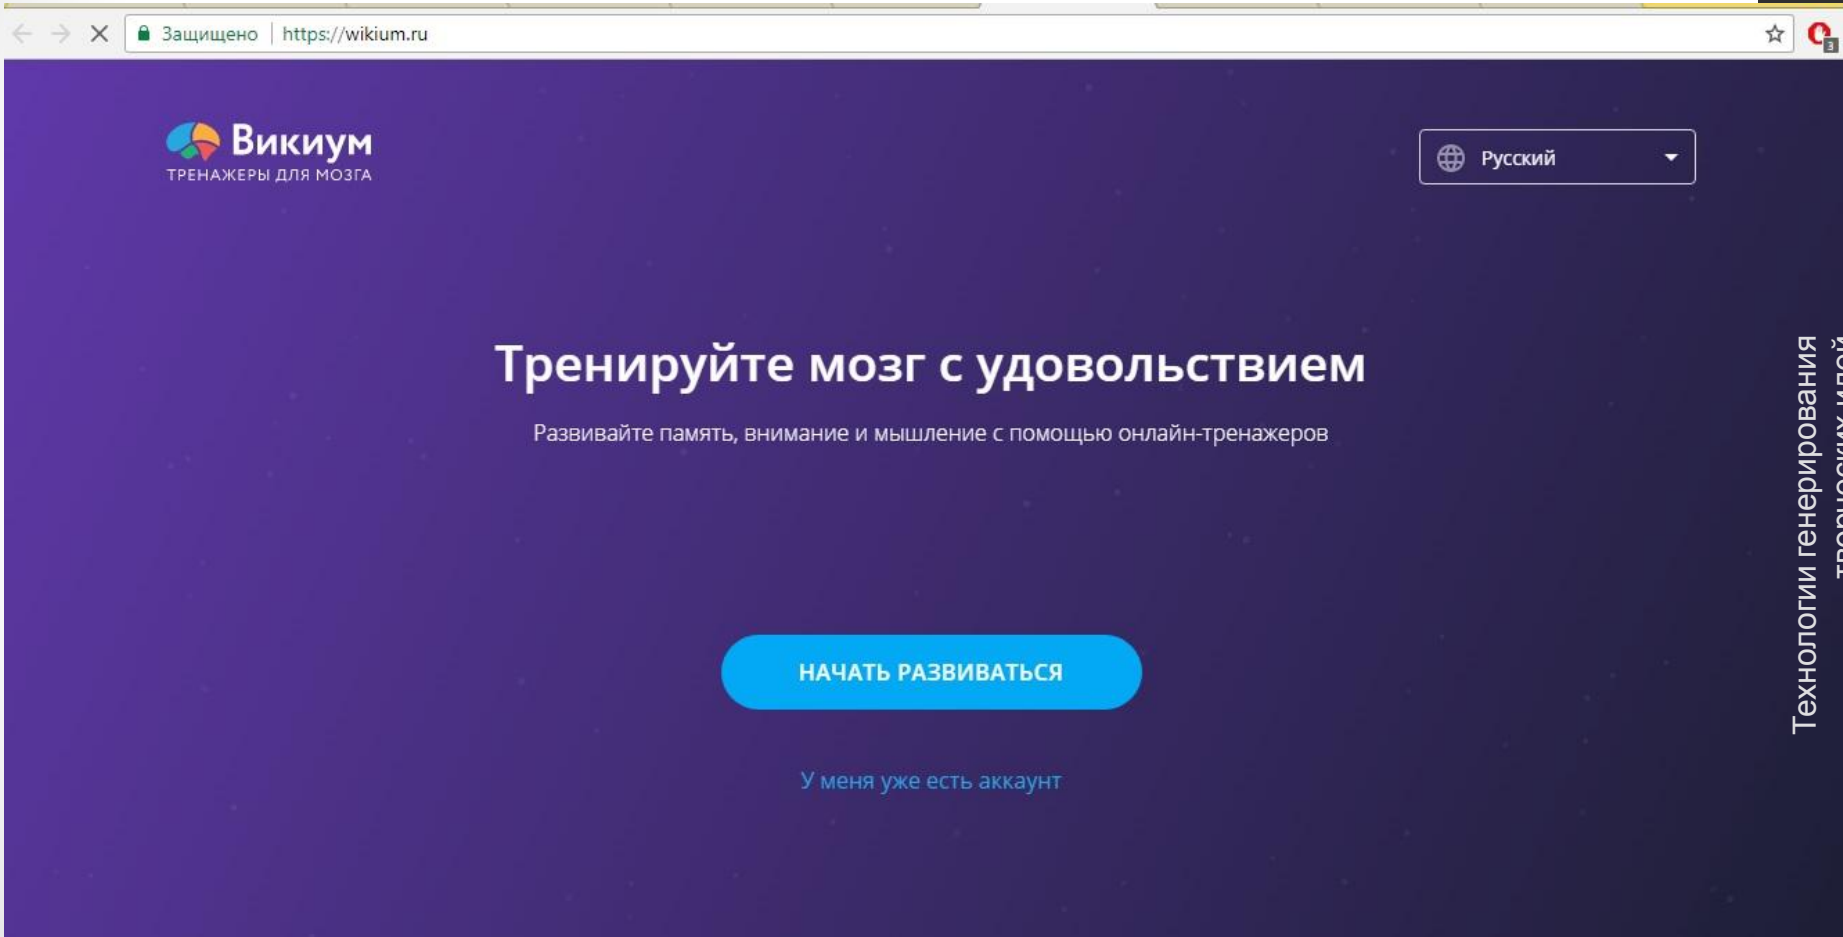 Защищено https://wikium.ru
3
Викиум
ТРЕНАЖЕРЫ ДЛЯ МОЗГА
Русский
Тренируйте мозг с удовольствием
Развивайте память, внимание и мышление с помощью онлайн-тренажеров
НАЧАТЬ РАЗВИВАТЬСЯ
У меня уже есть аккаунт
Технологии генерирования